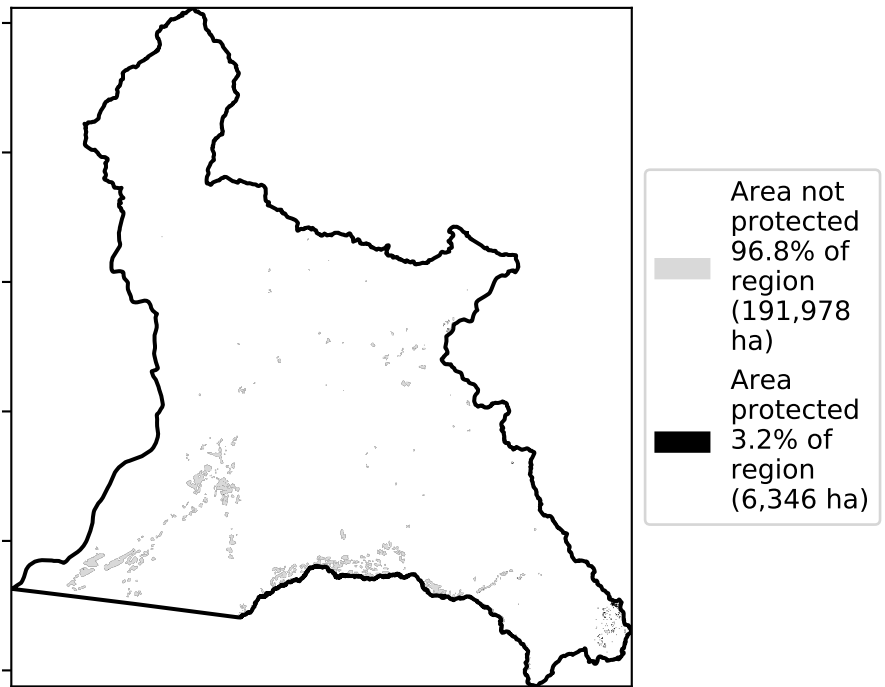 Area not
protected
96.8% of
region
(191,978
ha)
Area
protected
3.2% of
region
(6,346 ha)